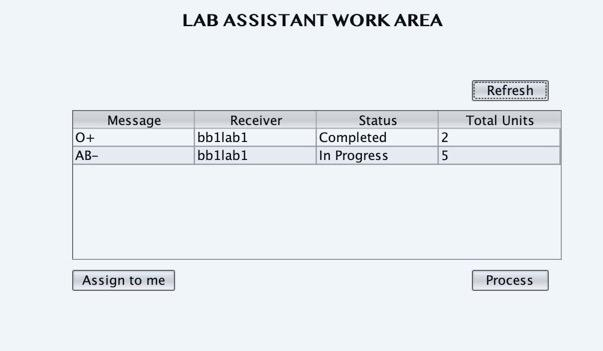 LAB ASSISTANT WORK AREA
Refresh
Message Receiver Status Total Units
O+ bb1lab1 Completed 2
AB- bb1lab1 In Progress 5
Assign to me Process